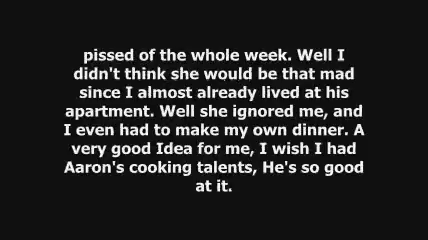 pissed of the whole week. Well I
didn't think she would be that mad
since I almost already lived at his
apartment. Well she ignored me, and
I even had to make my own dinner. A
very good Idea for me, I wish I had
Aaron's cooking talents, He's so good
at it.